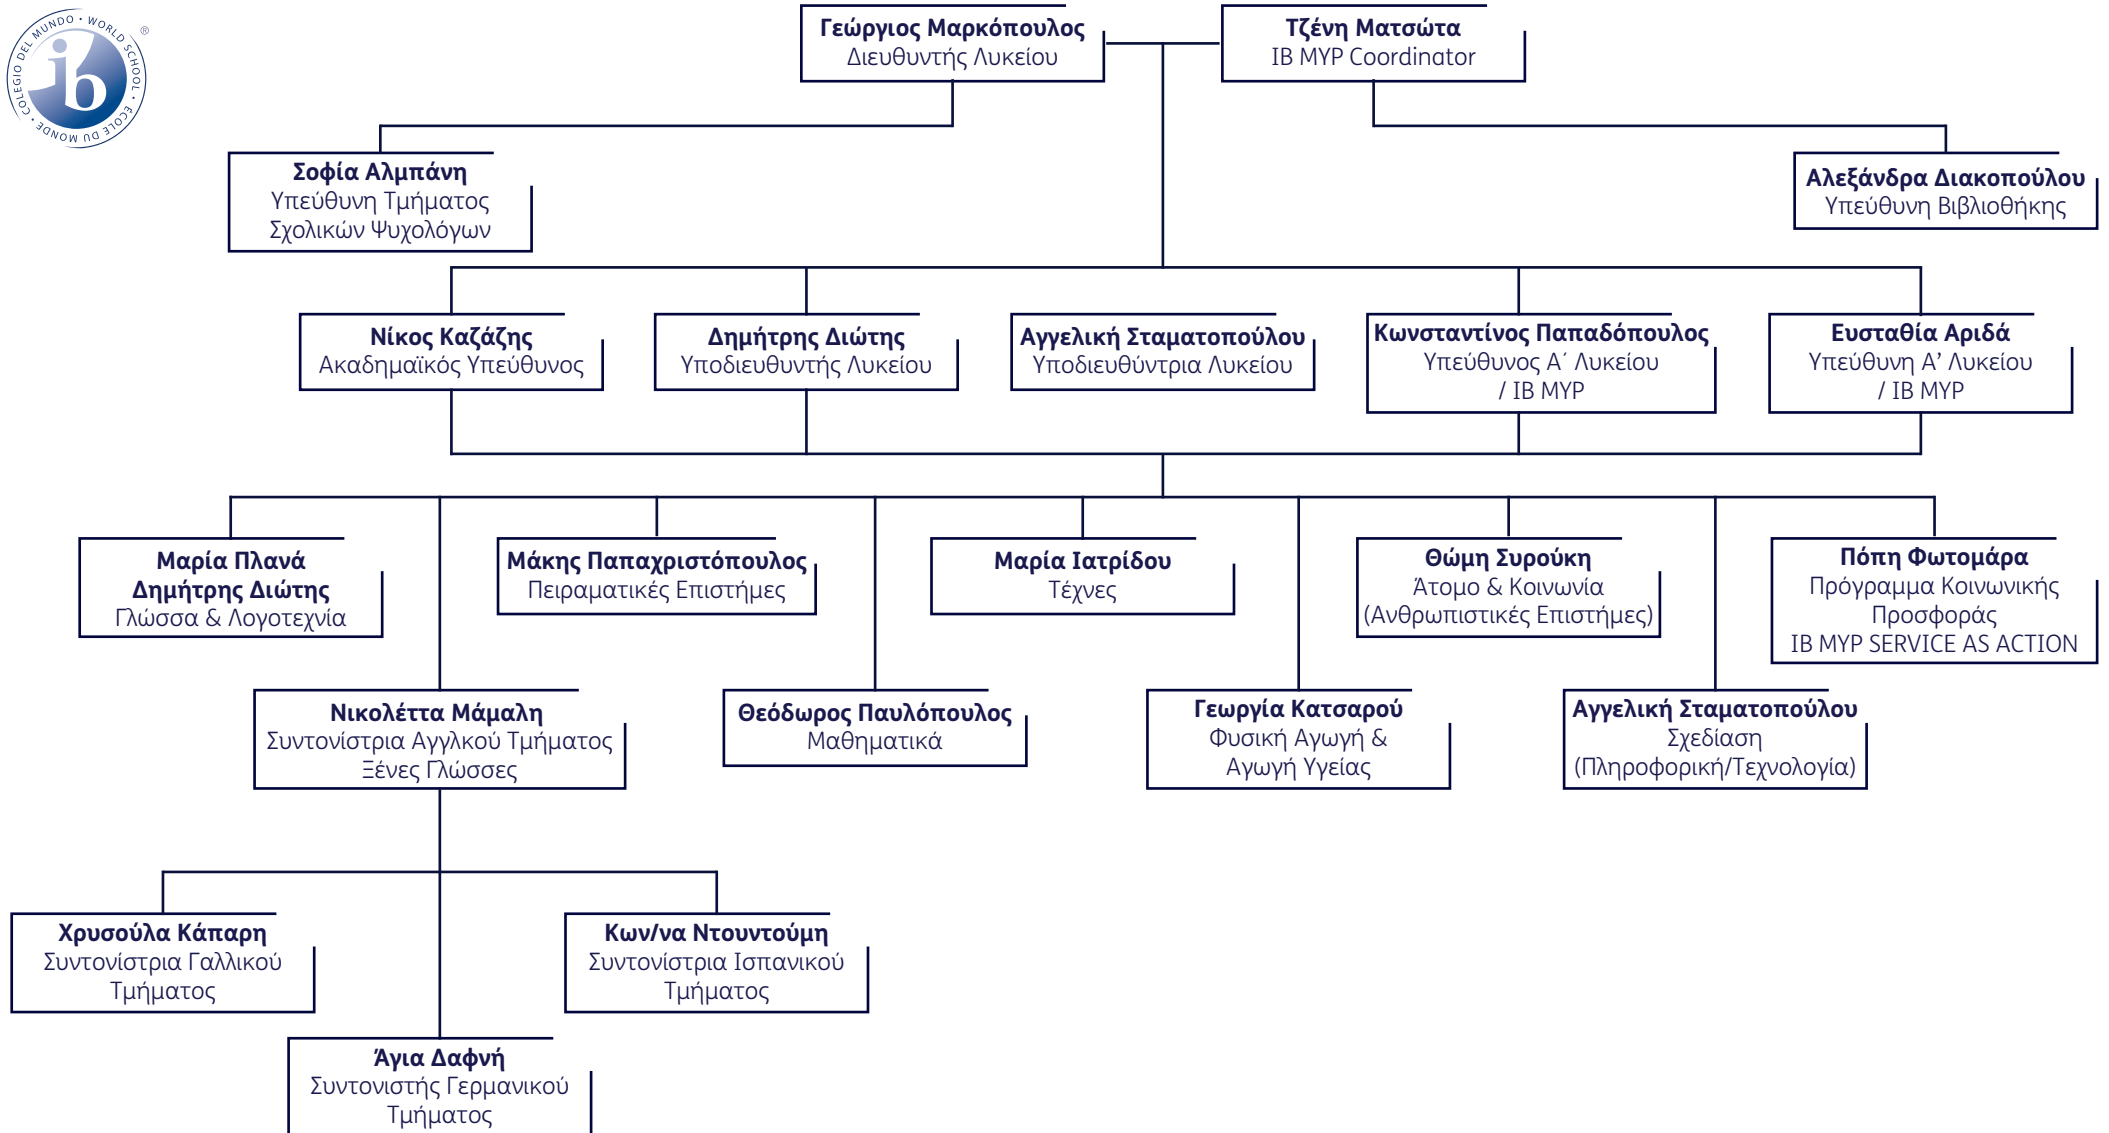 COLEGIO DEL MUNDO • WORLD SCHOOL • ÉCOLE DU MONDE •
ib
®
Γεώργιος Μαρκόπουλος
Διευθυντής Λυκείου
Τζένη Ματσώτα
IB MYP Coordinator
Σοφία Αλμπάνη
Υπεύθυνη Τμήματος
Σχολικών Ψυχολόγων
Αλεξάνδρα Διακοπούλου
Υπεύθυνη Βιβλιοθήκης
Νίκος Καζάζης
Ακαδημαϊκός Υπεύθυνος
Δημήτρης Διώτης
Υποδιευθυντής Λυκείου
Αγγελική Σταματοπούλου
Υποδιευθύντρια Λυκείου
Κωνσταντίνος Παπαδόπουλος
Υπεύθυνος Α΄ Λυκείου
/ IB MYP
Ευσταθία Αριδά
Υπεύθυνη Α’ Λυκείου
/ IB MYP
Μαρία Πλανά
Δημήτρης Διώτης
Γλώσσα & Λογοτεχνία
Μάκης Παπαχριστόπουλος
Πειραματικές Επιστήμες
Μαρία Ιατρίδου
Τέχνες
Θώμη Συρούκη
Άτομο & Κοινωνία
(Ανθρωπιστικές Επιστήμες)
Πόπη Φωτομάρα
Πρόγραμμα Κοινωνικής
Προσφοράς
IB MYP SERVICE AS ACTION
Νικολέττα Μάμαλη
Συντονίστρια Αγγλκού Τμήματος
Ξένες Γλώσσες
Θεόδωρος Παυλόπουλος
Μαθηματικά
Γεωργία Κατσαρού
Φυσική Αγωγή &
Αγωγή Υγείας
Αγγελική Σταματοπούλου
Σχεδίαση
(Πληροφορική/Τεχνολογία)
Χρυσούλα Κάπαρη
Συντονίστρια Γαλλικού
Τμήματος
Κων/να Ντουντούμη
Συντονίστρια Ισπανικού
Τμήματος
Άγια Δαφνή
Συντονιστής Γερμανικού
Τμήματος